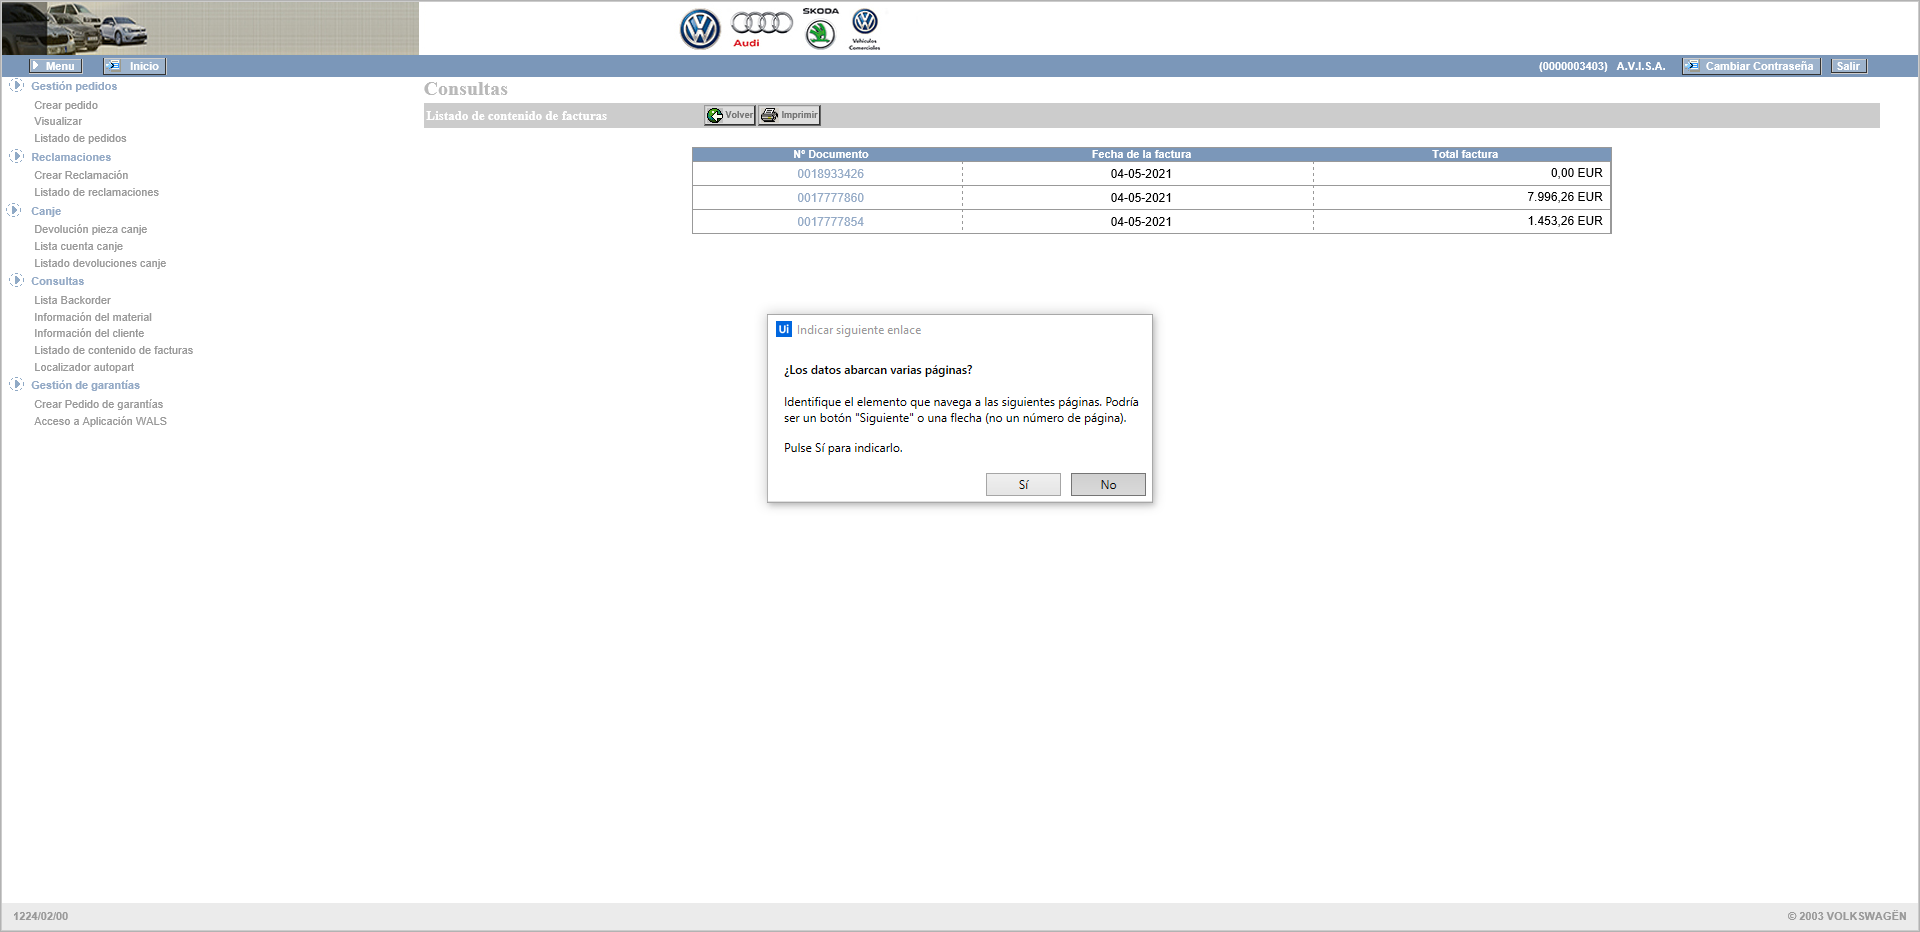 Audi
SKODA
Vehículos
Comerciales
Menu
Inicio
(0000003403) A.V.I.S.A.
Cambiar Contraseña
Salir
Gestión pedidos
Crear pedido
Visualizar
Listado de pedidos
Reclamaciones
Crear Reclamación
Listado de reclamaciones
Canje
Devolución pieza canje
Lista cuenta canje
Listado devoluciones canje
Consultas
Lista Backorder
Información del material
Información del cliente
Listado de contenido de facturas
Localizador autopart
Gestión de garantías
Crear Pedido de garantías
Acceso a Aplicación WALS
Consultas
Listado de contenido de facturas
Volver
Imprimir
Nº Documento Fecha de la factura Total factura
0018933426 04-05-2021 0,00 EUR
0017777860 04-05-2021 7.996,26 EUR
0017777854 04-05-2021 1.453,26 EUR
Ui Indicar siguiente enlace
¿Los datos abarcan varias páginas?
Identifique el elemento que navega a las siguientes páginas. Podría
ser un botón "Siguiente" o una flecha (no un número de página).
Pulse Sí para indicarlo.
Sí
No
1224/02/00
© 2003 VOLKSWAGËN